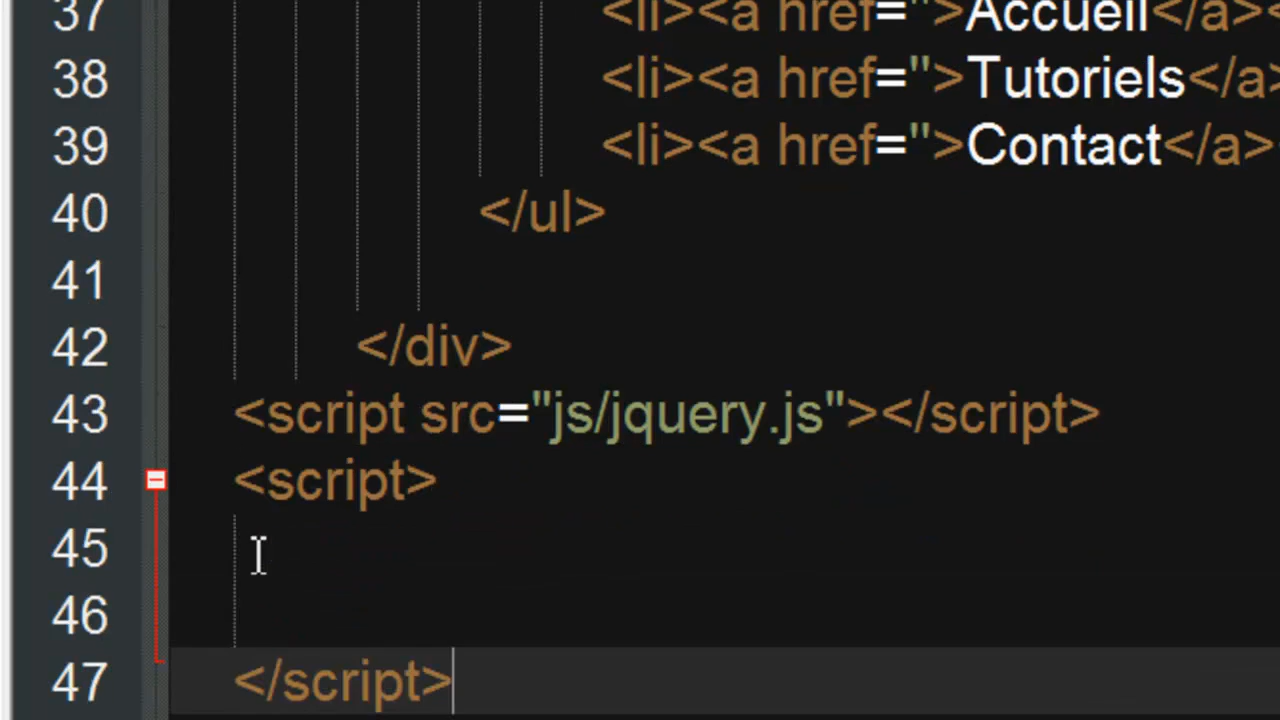 37 <li><a href=''>Accueil</a><
38 <li><a href=''>Tutoriels</a>
39 <li><a href=''>Contact</a>
40 </ul>
41
42 </div>
43 <script src="js/jquery.js"></script>
44 <script>
45
46
47 </script>